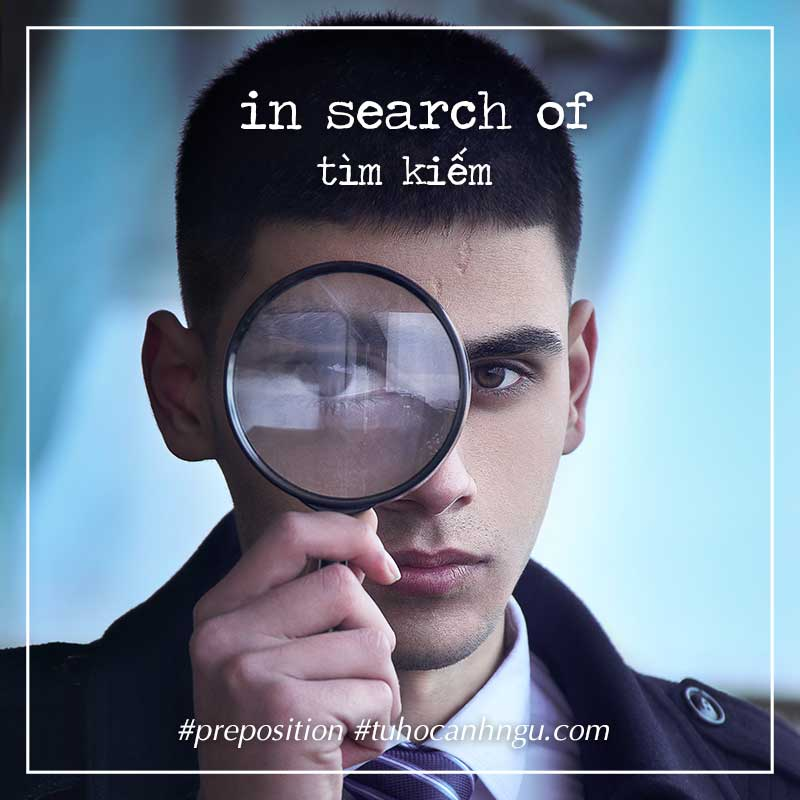 in search of
tìm kiếm
#preposition #tuhocanhngu.com